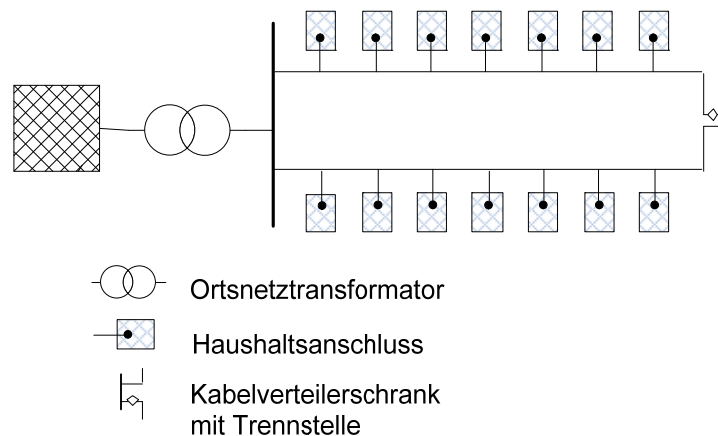 Ortsnetztransformator
Haushaltsanschluss
Kabelverteilerschrank
mit Trennstelle